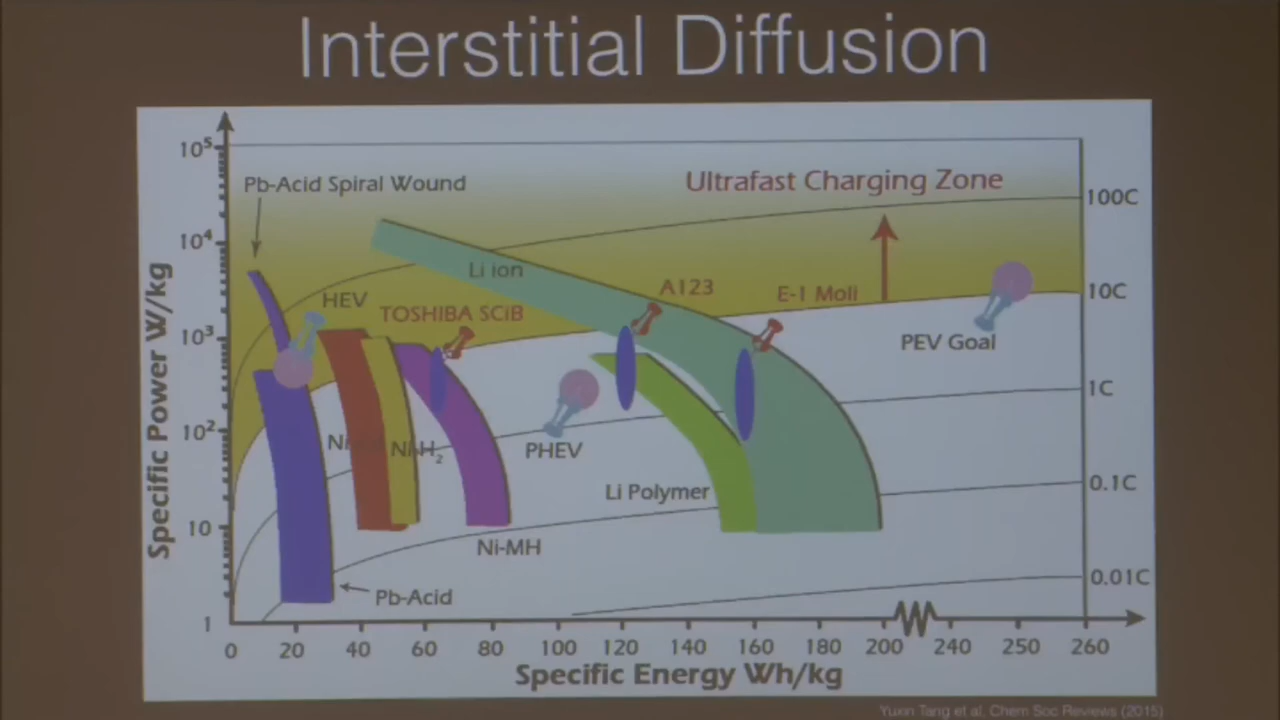 Interstitial Diffusion
10⁵
10⁴
10³
10²
10
1
Specific Power W/kg
Pb-Acid Spiral Wound
Ultrafast Charging Zone
100C
Li ion
HEV
A123
E-1 Moli
10C
TOSHIBA SCiB
PEV Goal
1C
Ni
Ni-H₂
PHEV
Li Polymer
0.1C
Ni-MH
Pb-Acid
0.01C
0 20 40 60 80 100 120 140 160 180 200 240 250 260
Specific Energy Wh/kg
Yuxin Tang et al. Chem Soc Reviews (2015)